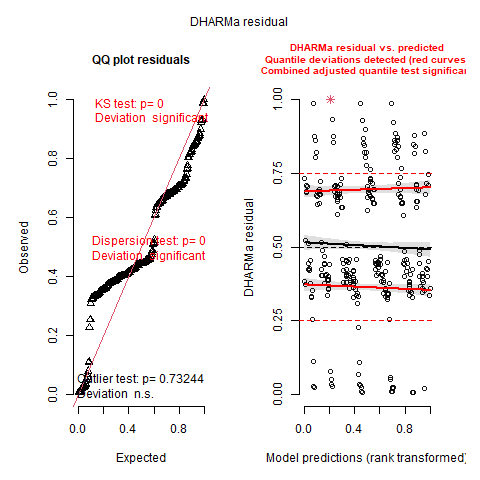 DHARMa residual
QQ plot residuals
KS test: p= 0
Deviation significant
Dispersion test: p= 0
Deviation significant
Outlier test: p= 0.73244
Deviation n.s.
Observed
0.0
0.2
0.4
0.6
0.8
1.0
0.0
0.4
0.8
Expected
DHARMa residual vs. predicted
Quantile deviations detected (red curves
Combined adjusted quantile test significan
DHARMa residual
0.00
0.25
0.50
0.75
1.00
0.0
0.4
0.8
Model predictions (rank transformed)